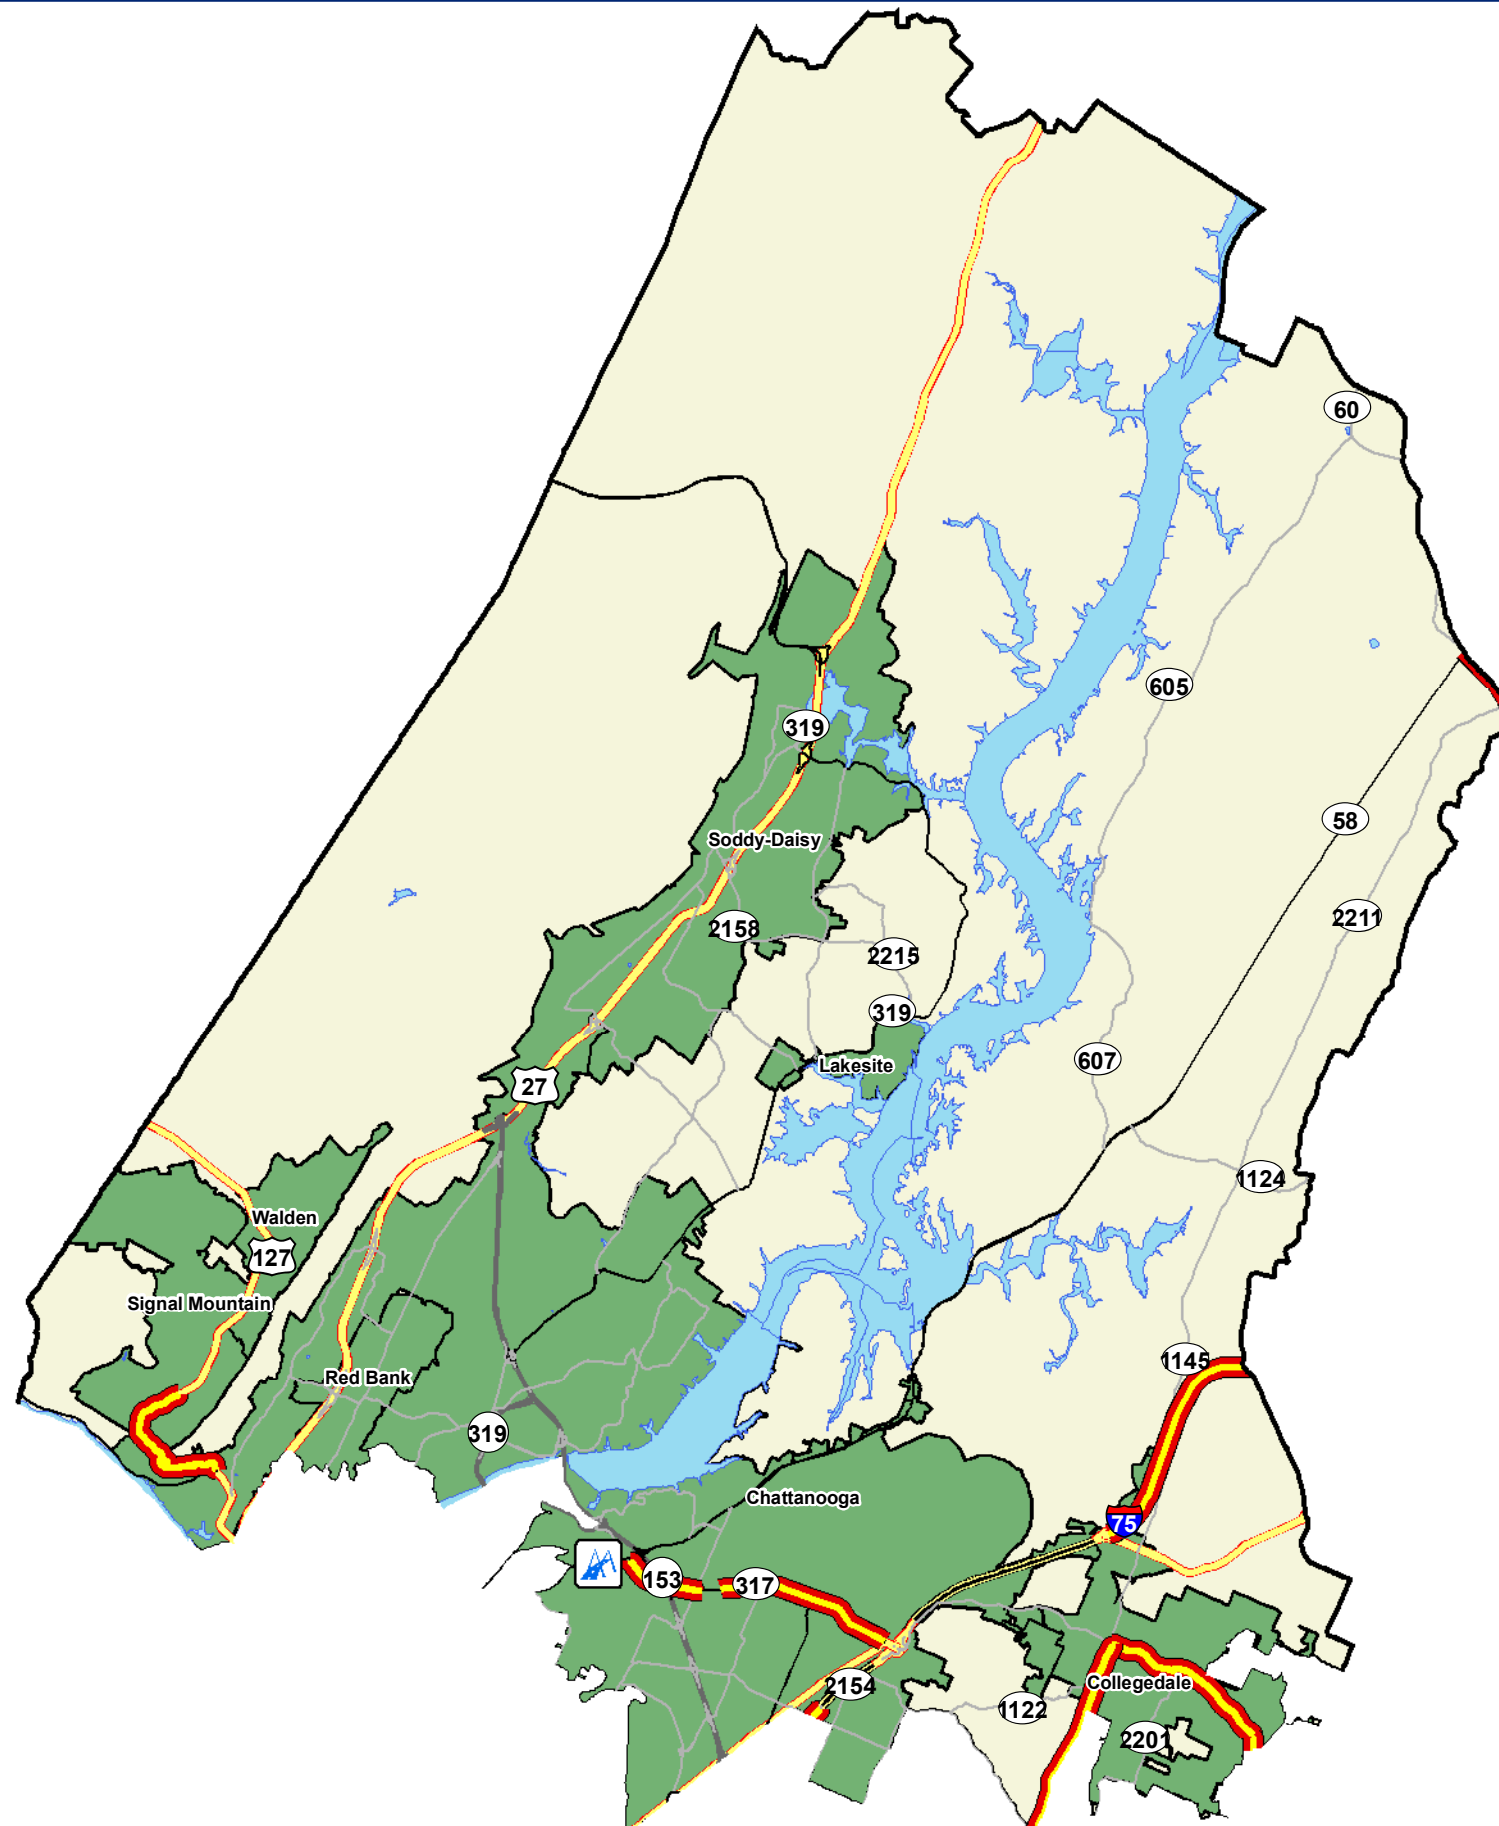 60
605
319
58
Soddy-Daisy
2211
2158
2215
319
607
Lakesite
27
1124
Walden
127
Signal Mountain
1145
Red Bank
319
Chattanooga
75
153
317
2154
Collegedale
1122
2201